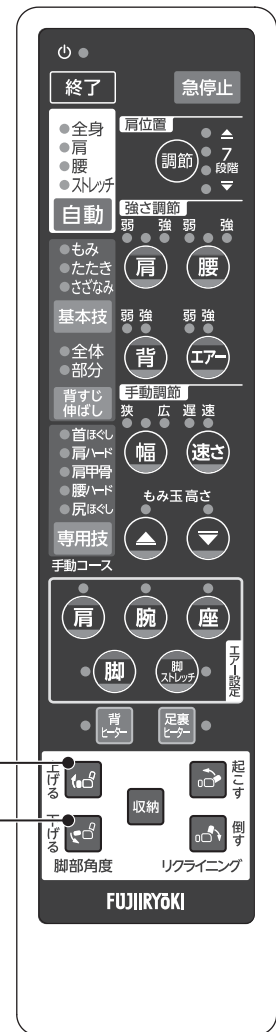 終了
急停止
全身
肩
腰
ストレッチ
自動
肩位置
調節
7
段階
強さ調節
弱 強 弱 強
肩 腰
もみ
たたき
さざなみ
基本技
弱 強 弱 強
背 エアー
全体
部分
背すじ
伸ばし
手動調節
狭 広 遅 速
幅 速さ
首ほぐし
肩ハード
肩甲骨
腰ハード
尻ほぐし
専用技
手動コース
もみ玉高さ
肩 腕 座
脚 脚
ストレッチ
エアー設定
背
ヒーター
足裏
ヒーター
上げる
下げる
脚部角度
収納
起こす
倒す
リクライニング
FUJIIRYOKI